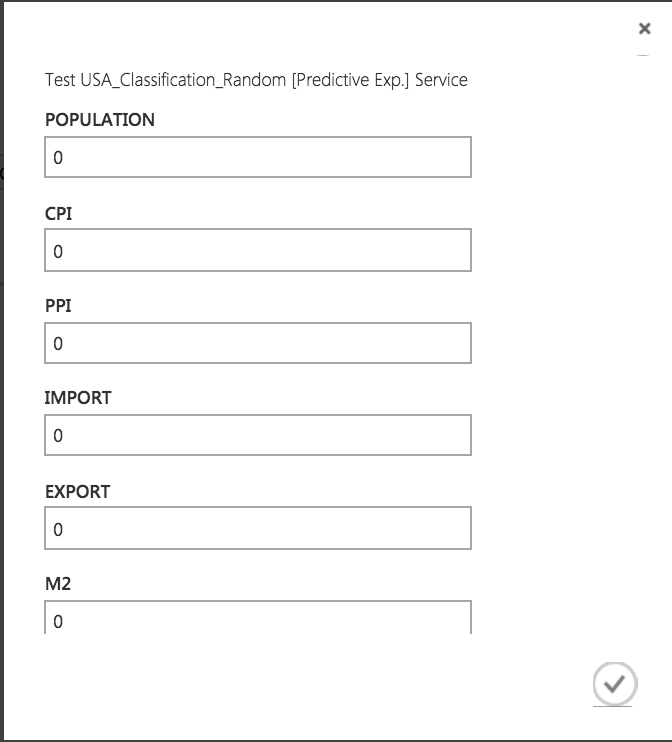 Test USA_Classification_Random [Predictive Exp.] Service
POPULATION
0
CPI
0
PPI
0
IMPORT
0
EXPORT
0
M2
0